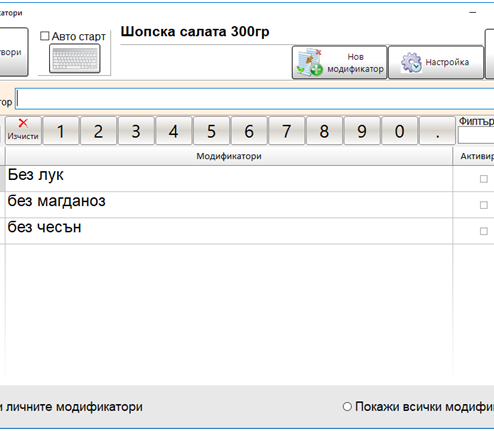 катори
твори
Авто старт
Шопска салата 300гр
Нов
модификатор
Настройка
тор
Филтър
Изчисти
1 2 3 4 5 6 7 8 9 0 .
Модификатори
Активир
Без лук
без магданоз
без чесън
и личните модификатори
Покажи всички модифи